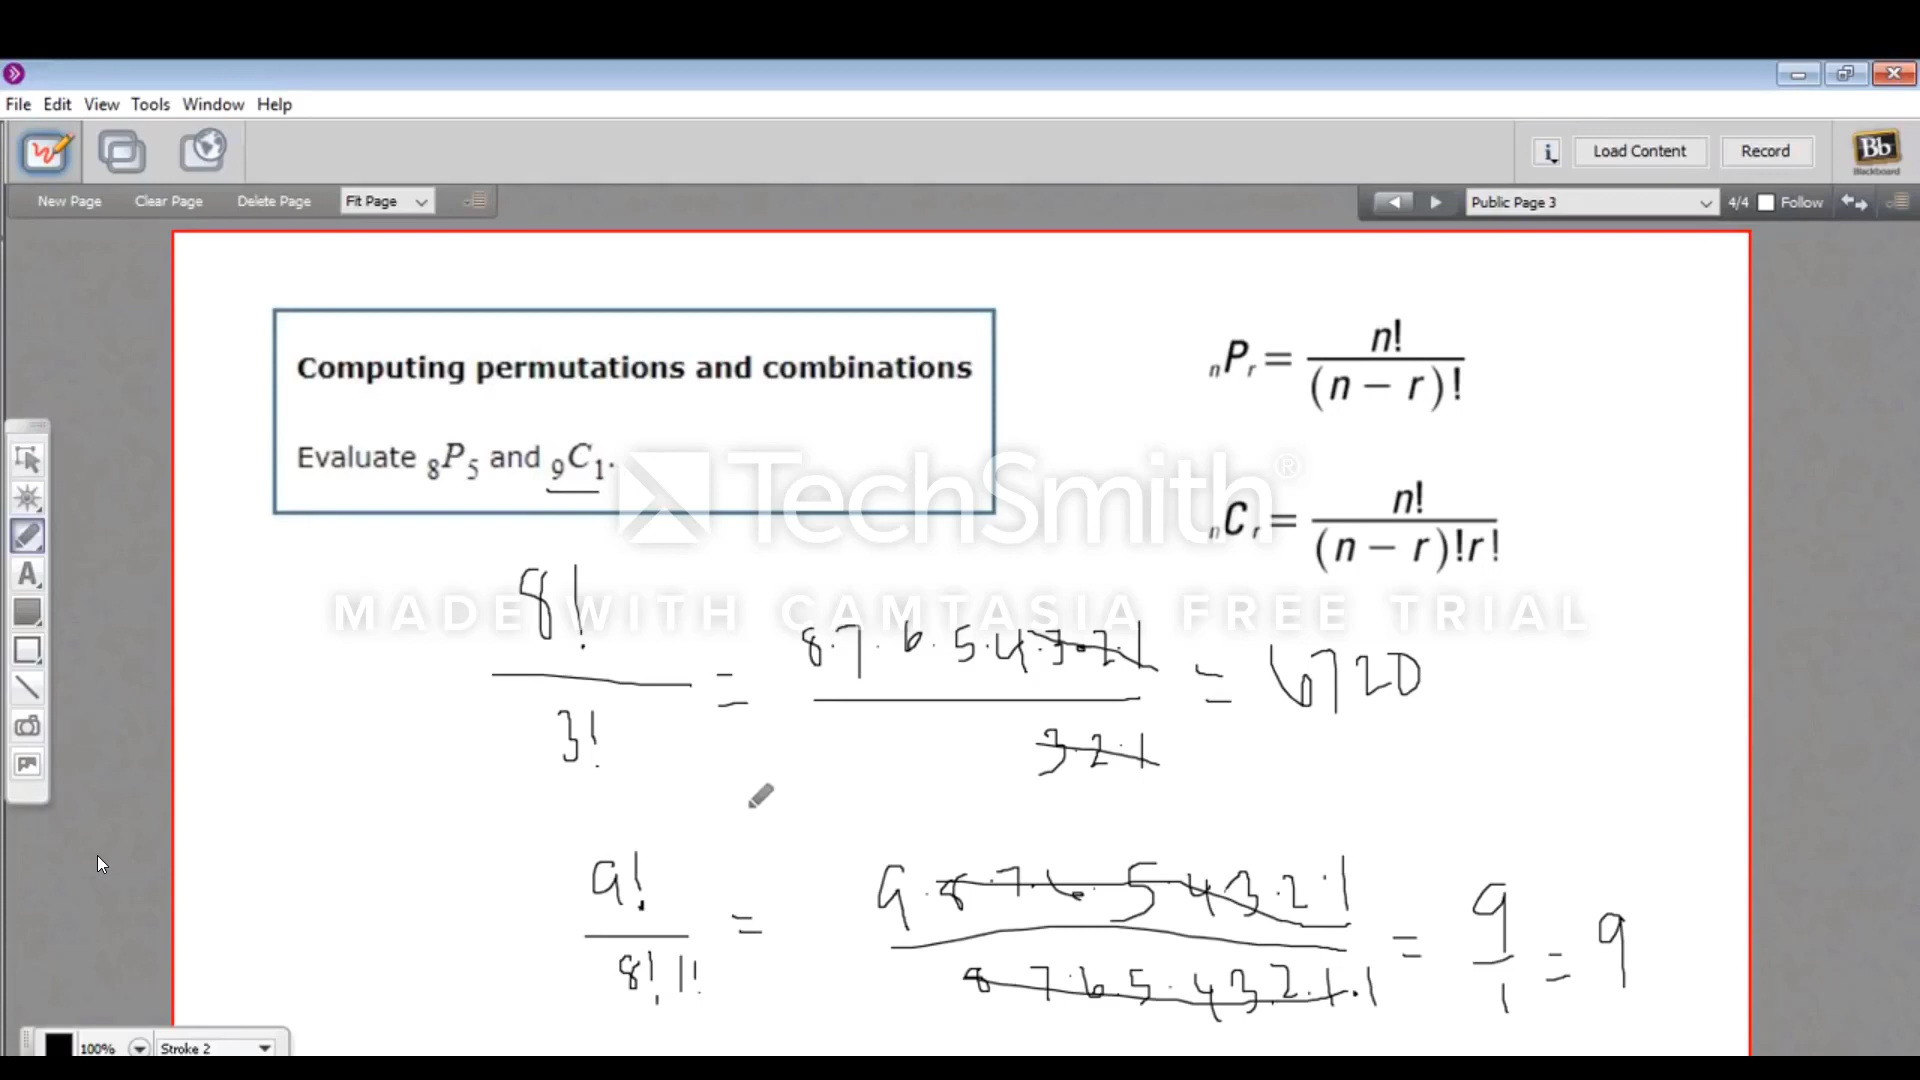 File Edit View Tools Window Help
i Load Content Record Bb
Blackboard
New Page Clear Page Delete Page Fit Page Public Page 3 4/4 Follow
Computing permutations and combinations
Evaluate ₈P₅ and ₉C₁.
nPr = n! / (n − r)!
nCr = n! / (n − r)!r!
TechSmith®
MADE WITH CAMTASIA FREE TRIAL
8! / 3! = 8·7·6·5·4·3·2·1 / 3·2·1 = 6720
9! / 8!1! = 9·8·7·6·5 4·3·2·1 / 8 7·6·5·4 3·2·1·1 = 9/1 = 9
A
100% Stroke 2